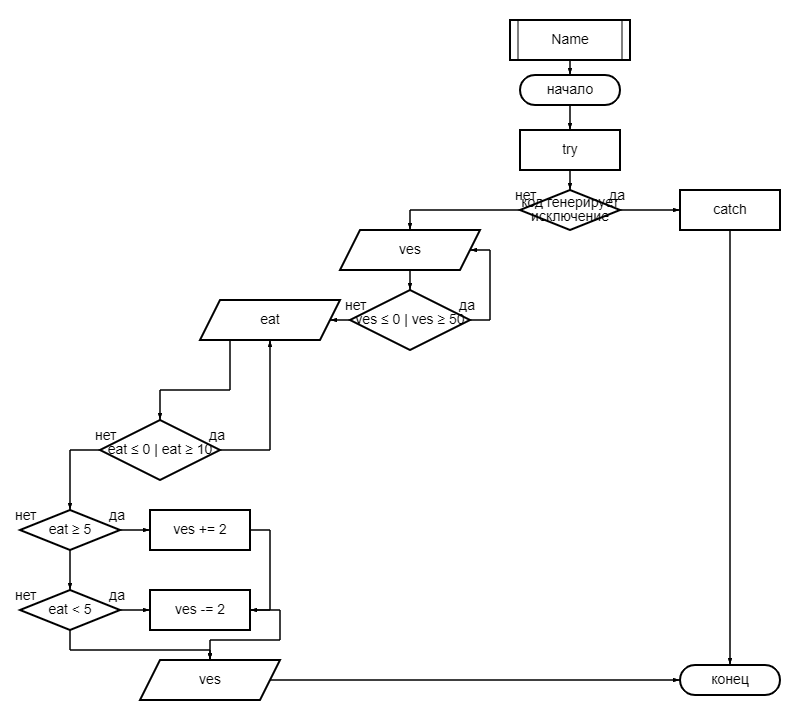 Name
начало
try
нет
да
код генерирует
исключение
catch
ves
нет
да
ves ≤ 0 | ves ≥ 50
eat
нет
да
eat ≤ 0 | eat ≥ 10
нет
да
eat ≥ 5
ves += 2
нет
да
eat < 5
ves -= 2
ves
конец